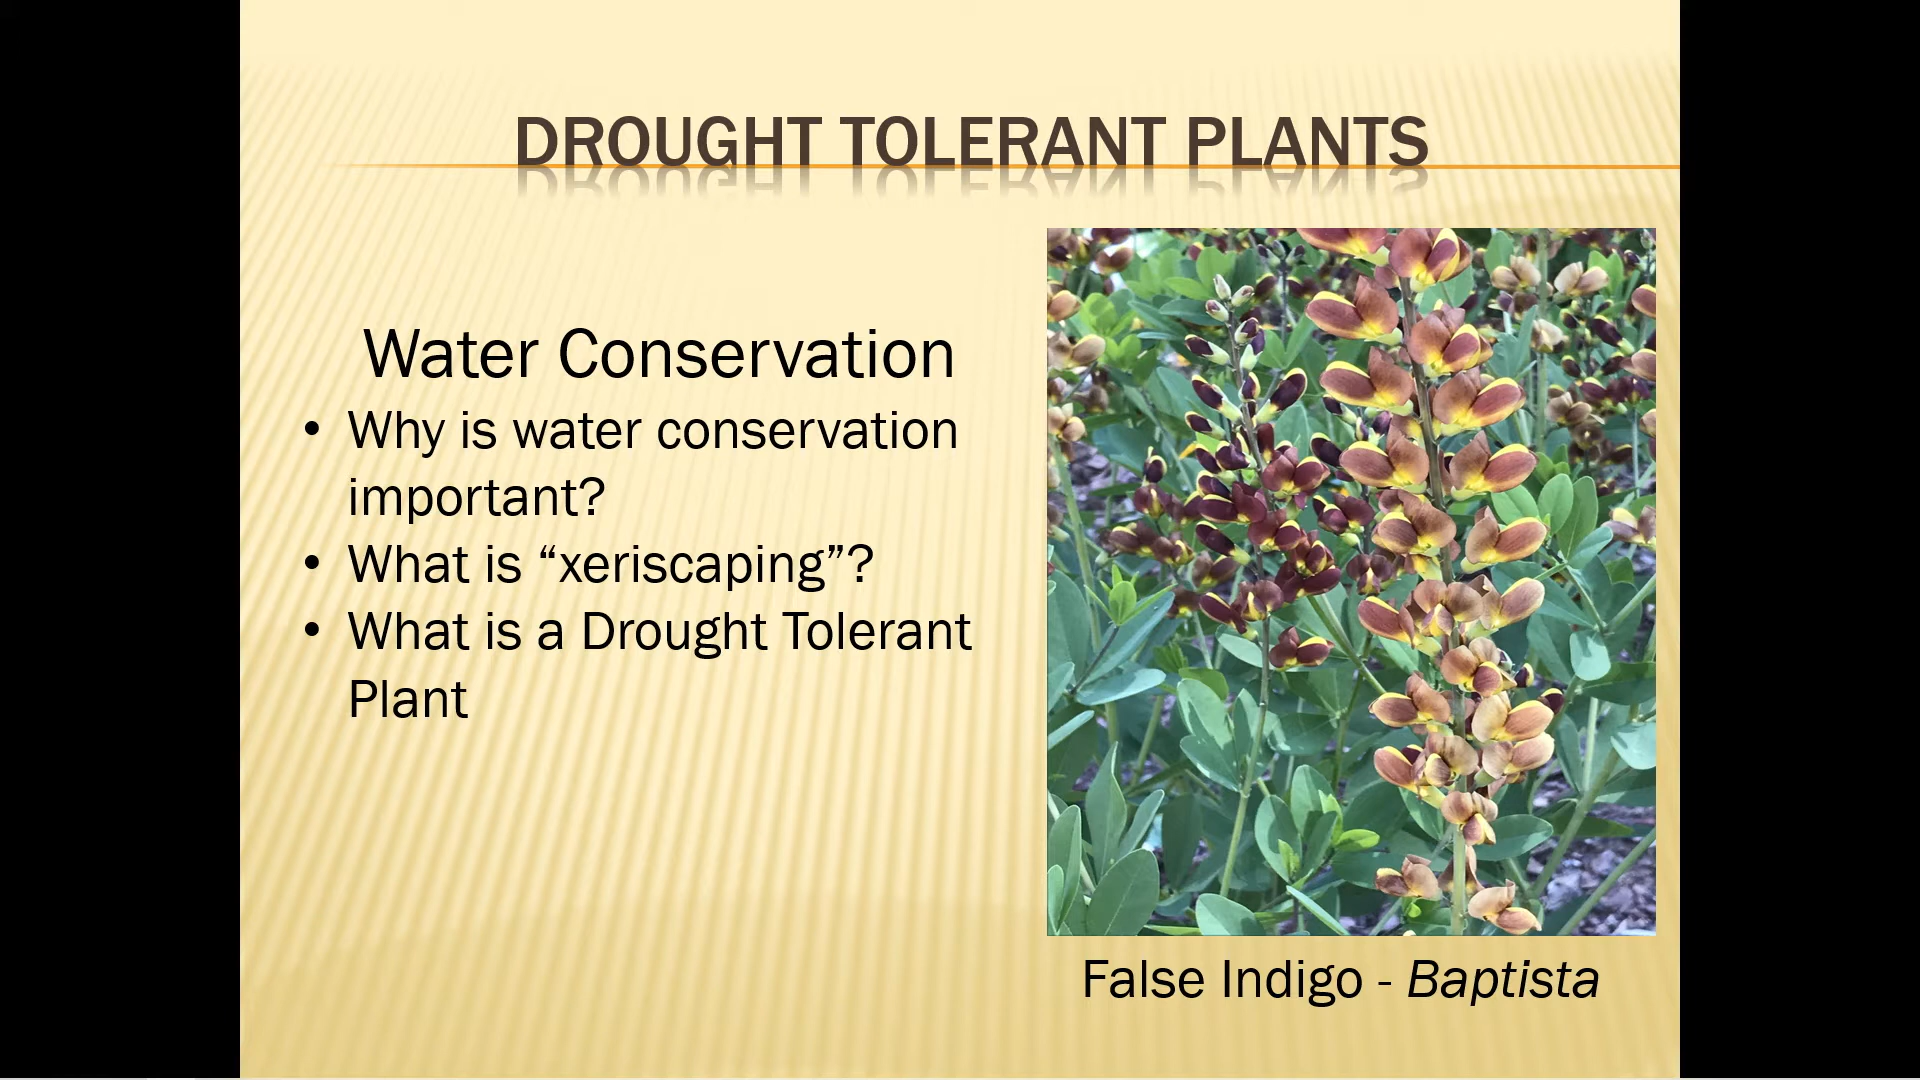 DROUGHT TOLERANT PLANTS
Water Conservation
• Why is water conservation
important?
• What is “xeriscaping”?
• What is a Drought Tolerant
Plant
False Indigo - Baptista